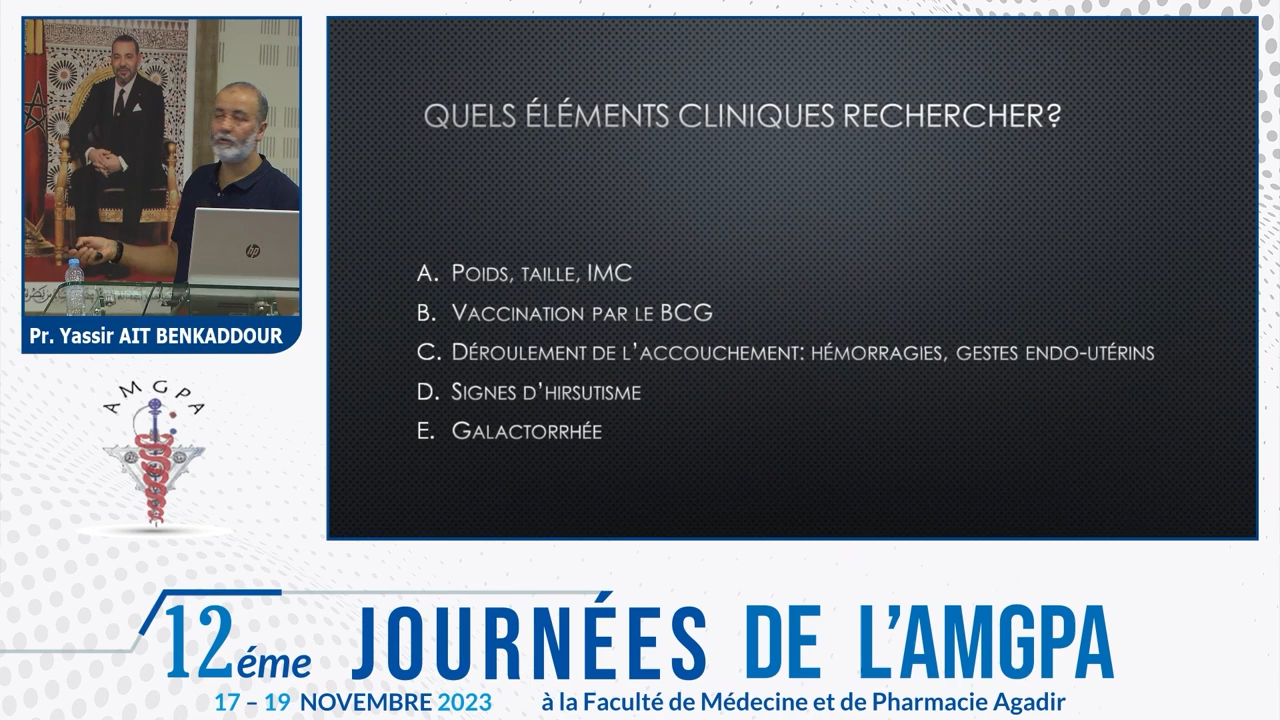 QUELS ÉLÉMENTS CLINIQUES RECHERCHER?
A. POIDS, TAILLE, IMC
B. VACCINATION PAR LE BCG
C. DÉROULEMENT DE L'ACCOUCHEMENT: HÉMORRAGIES, GESTES ENDO-UTÉRINS
D. SIGNES D'HIRSUTISME
E. GALACTORRHÉE
hp
Pr. Yassir AIT BENKADDOUR
AMGPA
12éme JOURNÉES DE L'AMGPA
17 – 19 NOVEMBRE 2023 à la Faculté de Médecine et de Pharmacie Agadir